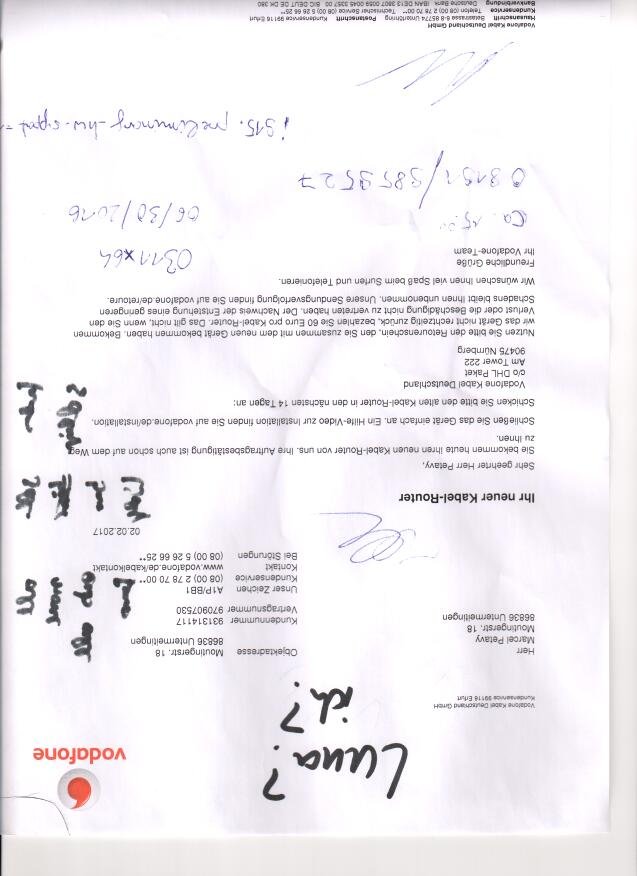 vodafone
Luna?
ich?
Vodafone Kabel Deutschland GmbH
Kundenservice 99116 Erfurt
Herr
Marcel Petavy
Moutingerstr. 18
86836 Untermeitingen
Objektadresse Moutingerstr. 18
86836 Untermeitingen
Kundennummer 931314117
Vertragsnummer 970907530
Unser Zeichen A1P/BB1
Kundenservice (08 00) 2 78 70 00**
Kontakt www.vodafone.de/kabelkontakt
Bei Störungen (08 00) 5 26 66 25**
02.02.2017
Ihr neuer Kabel-Router
Sehr geehrter Herr Petavy,
Sie bekommen heute Ihren neuen Kabel-Router von uns. Ihre Auftragsbestätigung ist auch schon auf dem Weg
zu Ihnen.
Schließen Sie das Gerät einfach an. Ein Hilfe-Video zur Installation finden Sie auf vodafone.de/installation.
Schicken Sie bitte den alten Kabel-Router in den nächsten 14 Tagen an:
Vodafone Kabel Deutschland
c/o DHL Paket
Am Tower 222
90475 Nürnberg
Nutzen Sie bitte den Retourenschein, den Sie zusammen mit dem neuen Gerät bekommen haben. Bekommen
wir das Gerät nicht rechtzeitig zurück, bezahlen Sie 60 Euro pro Kabel-Router. Das gilt nicht, wenn Sie den
Verlust oder die Beschädigung nicht zu vertreten haben. Der Nachweis der Entstehung eines geringeren
Schadens bleibt Ihnen unbenommen. Unsere Sendungsverfolgung finden Sie auf vodafone.de/retoure.
Wir wünschen Ihnen viel Spaß beim Surfen und Telefonieren.
Freundliche Grüße
Ihr Vodafone-Team
0311x64
ca. 15.00
06/30/2016
03191/3859527
i915.preliminary-hw-support=1
Vodafone Kabel Deutschland GmbH
Hausanschrift Betastrasse 6-8 85774 Unterföhring Postanschrift Kundenservice 99116 Erfurt
Kundenservice Telefon (08 00) 2 78 70 00** Technischer Service (08 00) 5 26 66 25**
Bankverbindung Deutsche Bank IBAN DE13 3807 0059 0045 3357 00 BIC DEUT DE DK 380